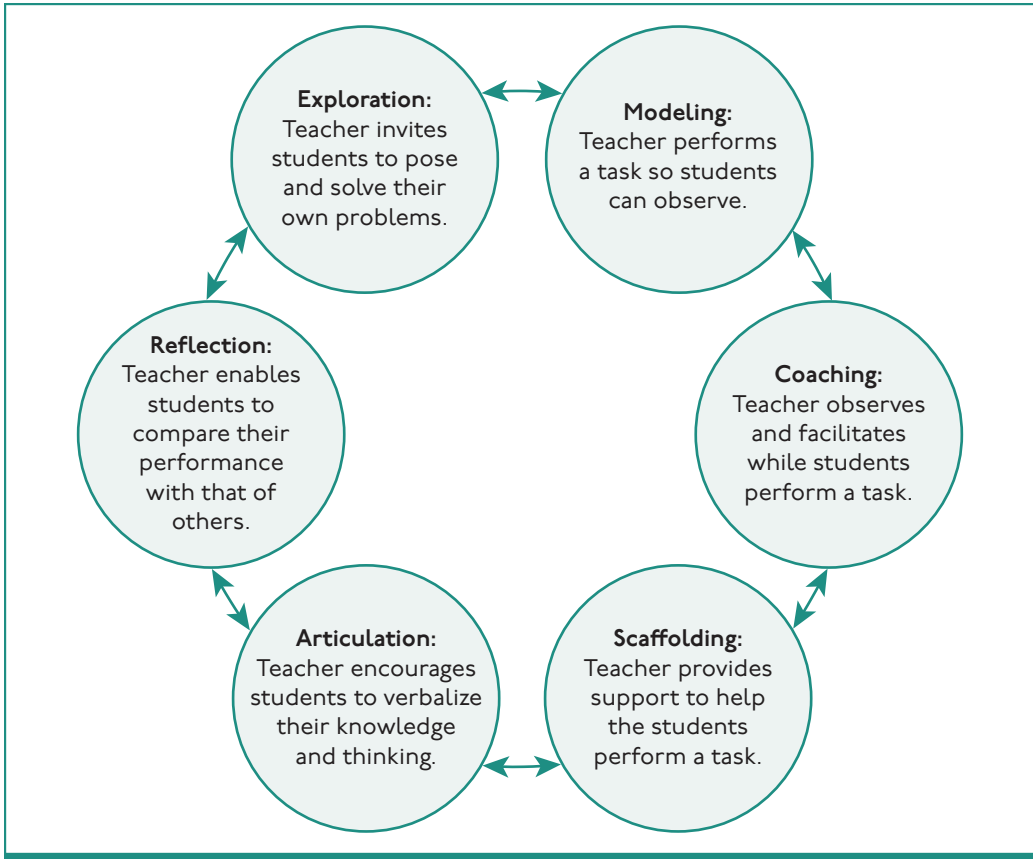 Exploration:
Teacher invites
students to pose
and solve their
own problems.
Modeling:
Teacher performs
a task so students
can observe.
Coaching:
Teacher observes
and facilitates
while students
perform a task.
Scaffolding:
Teacher provides
support to help
the students
perform a task.
Articulation:
Teacher encourages
students to verbalize
their knowledge
and thinking.
Reflection:
Teacher enables
students to
compare their
performance
with that of
others.